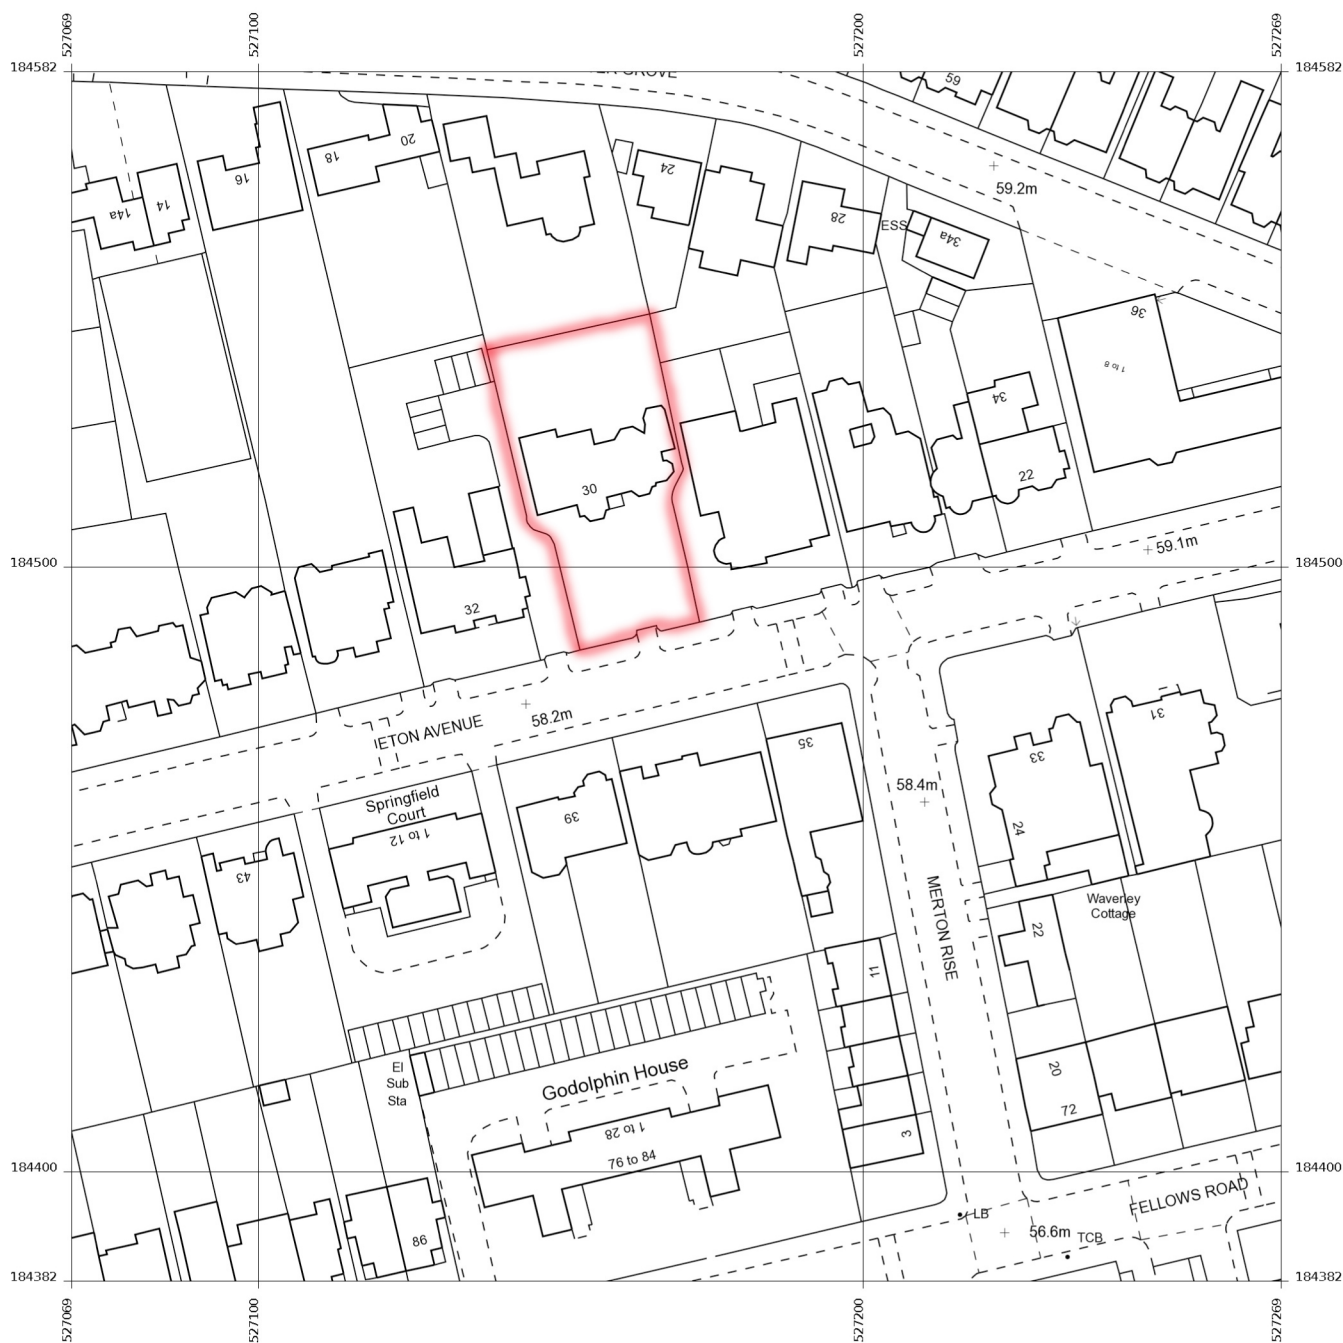 527069
527100
527200
527269
184582
184582
59
20
18
16
24
14
14a
59.2m
28
ESS
34a
36
1 to 8
34
22
30
59.1m
184500
184500
32
58.2m
IETON AVENUE
35
31
33
58.4m
Springfield
Court
1 to 12
39
24
43
MERTON RISE
Waverley
Cottage
22
11
El
Sub
Sta
Godolphin House
20
72
1 to 28
3
76 to 84
184400
184400
FELLOWS ROAD
LB
86
56.6m
TCB
184382
184382
527069
527100
527200
527269